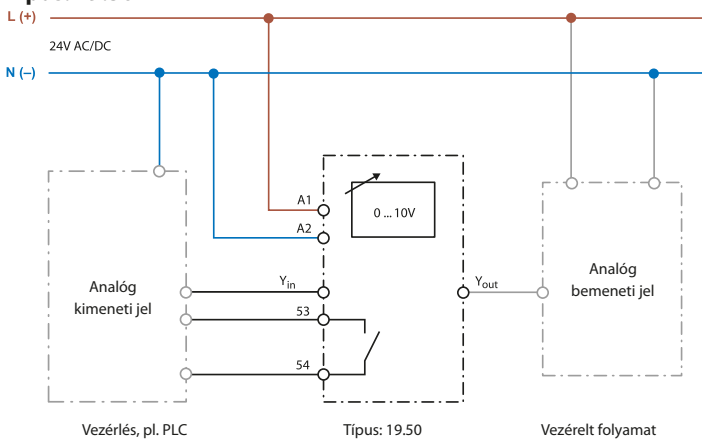 L (+)
24V AC/DC
N (–)
A1
0 ... 10V
A2
Analóg
kimeneti jel
Yin
53
54
Yout
Analóg
bemeneti jel
Vezérlés, pl. PLC
Típus: 19.50
Vezérelt folyamat